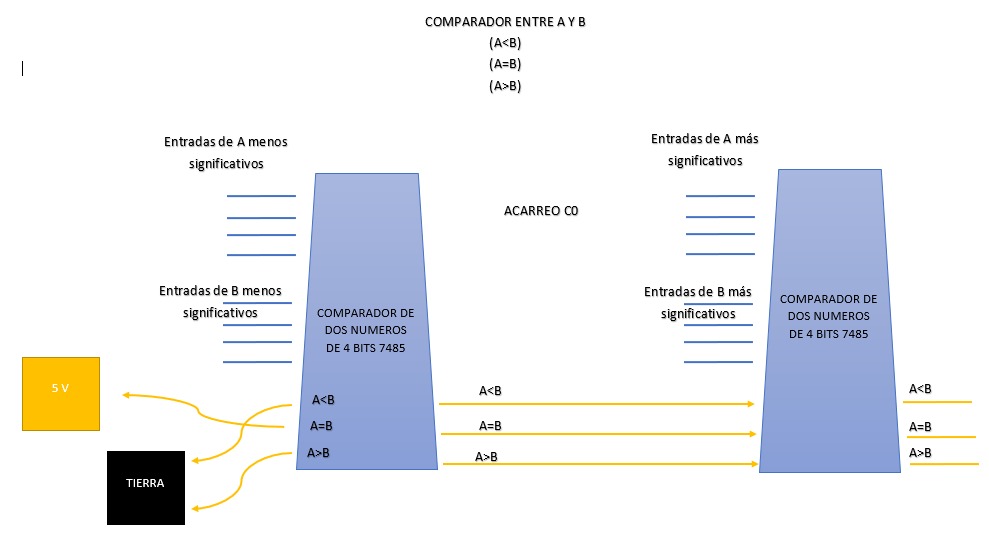 COMPARADOR ENTRE A Y B
(A<B)
(A=B)
(A>B)
Entradas de A menos
significativos
Entradas de A más
significativos
ACARREO C0
Entradas de B menos
significativos
Entradas de B más
significativos
COMPARADOR DE
DOS NUMEROS
DE 4 BITS 7485
COMPARADOR DE
DOS NUMEROS
DE 4 BITS 7485
5 V
A<B
A=B
A>B
A<B
A=B
A>B
A<B
A=B
A>B
TIERRA